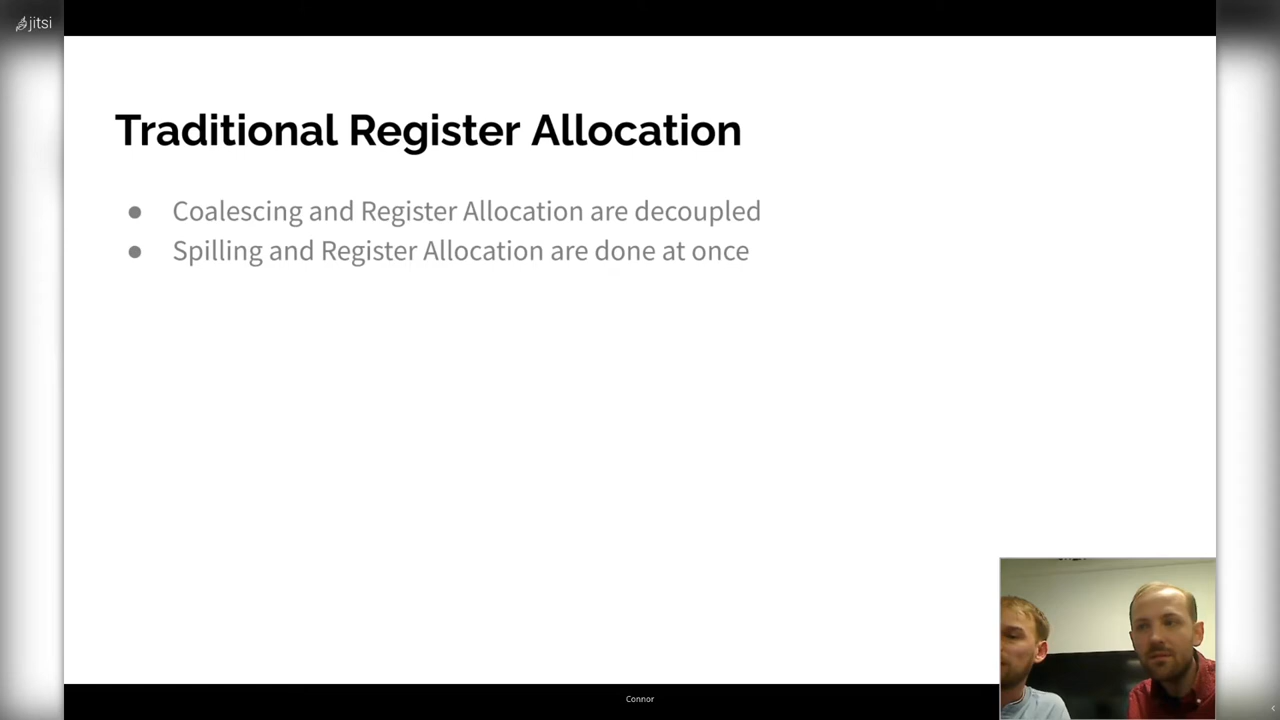 jitsi
Traditional Register Allocation
● Coalescing and Register Allocation are decoupled
● Spilling and Register Allocation are done at once
Connor